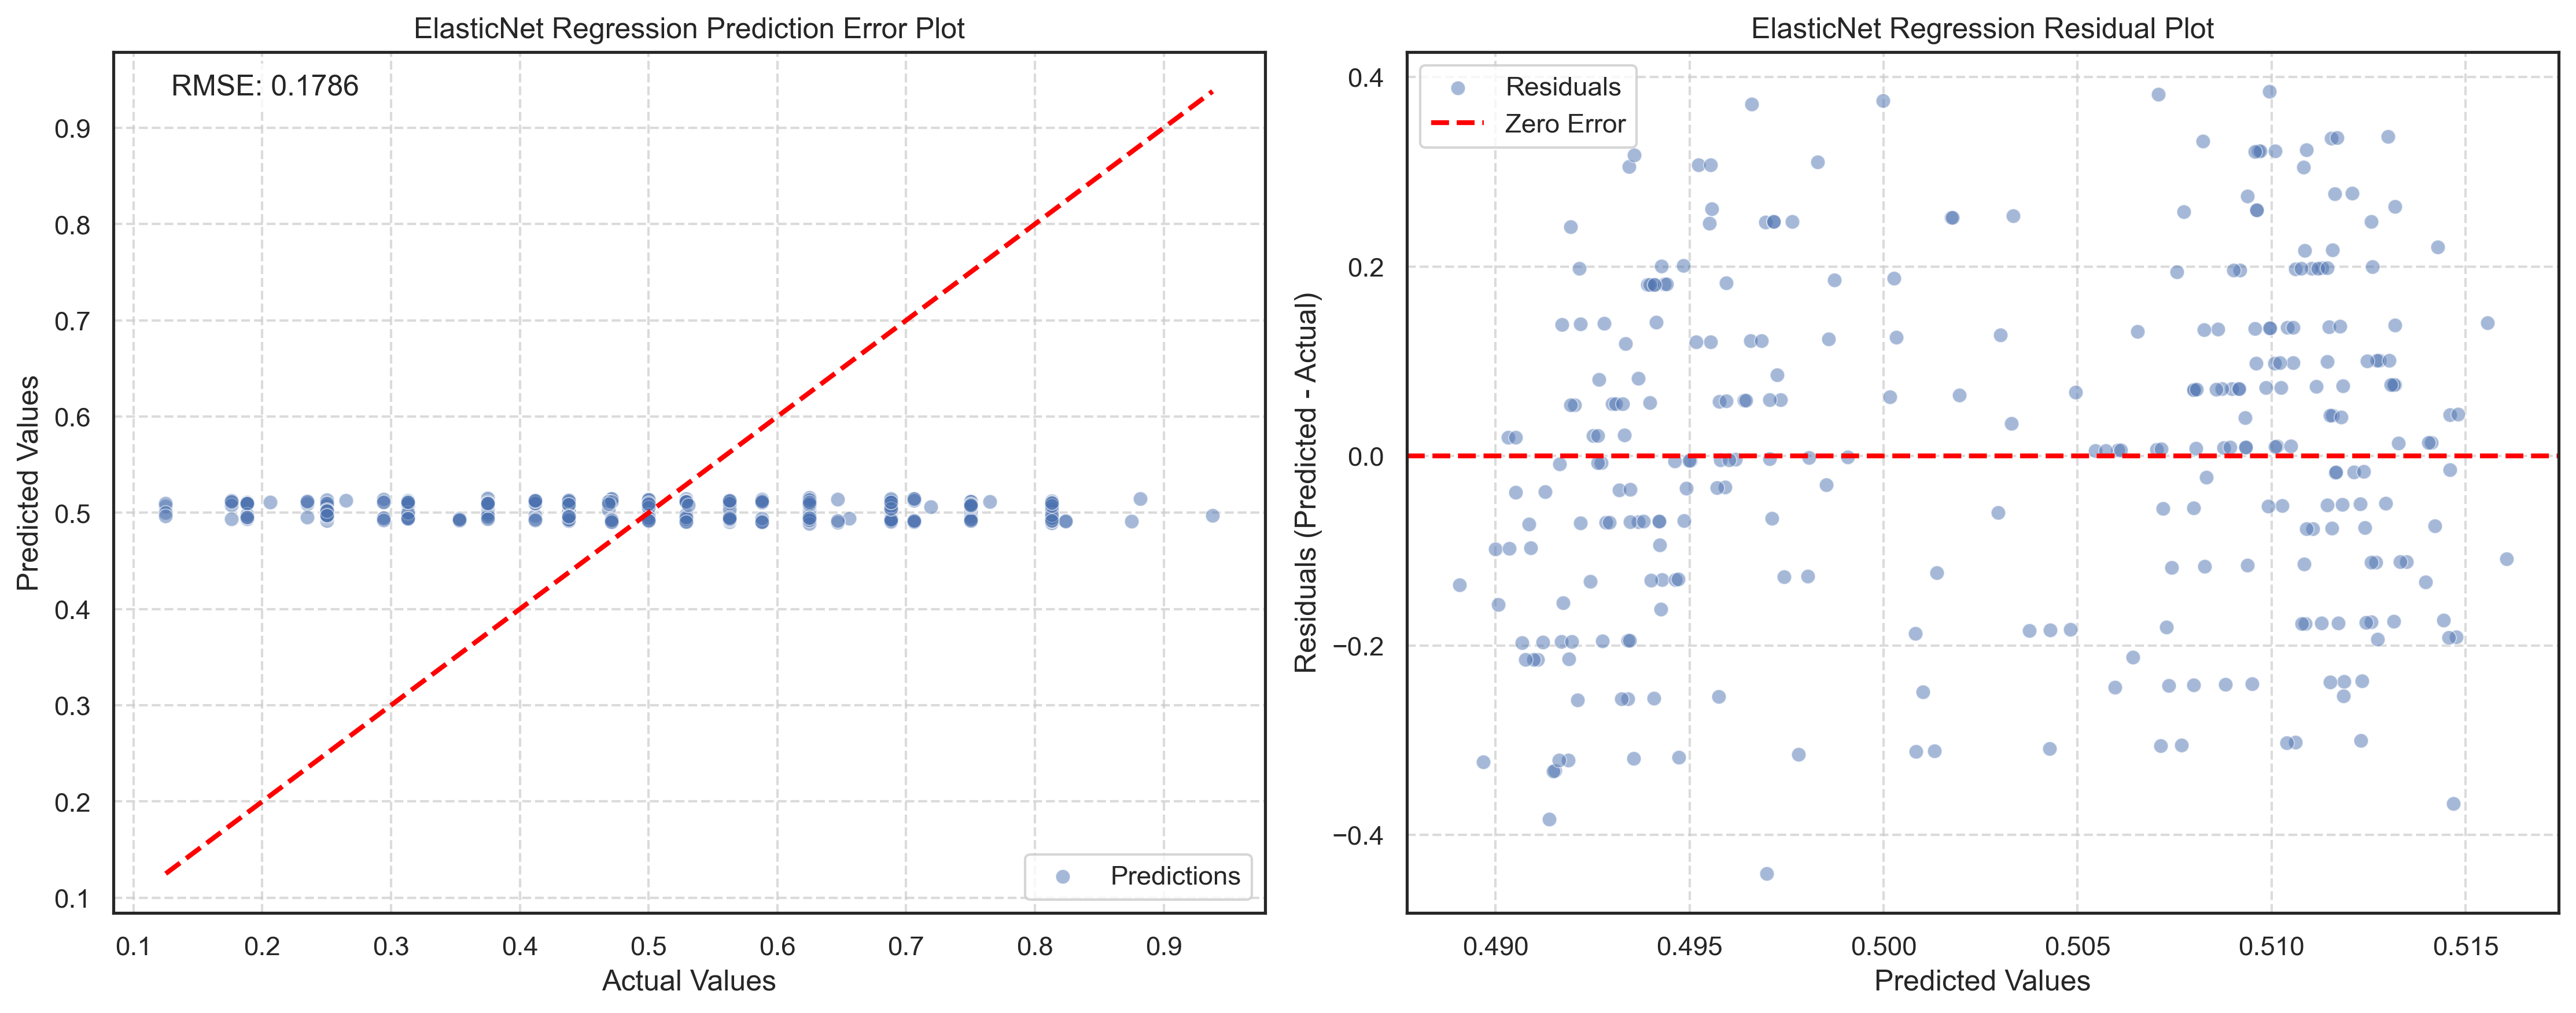 ElasticNet Regression Prediction Error Plot
RMSE: 0.1786
0.9
0.8
0.7
0.6
0.5
0.4
0.3
0.2
0.1
Predicted Values
Predictions
0.1 0.2 0.3 0.4 0.5 0.6 0.7 0.8 0.9
Actual Values
ElasticNet Regression Residual Plot
Residuals
Zero Error
0.4
0.2
0.0
−0.2
−0.4
Residuals (Predicted - Actual)
0.490 0.495 0.500 0.505 0.510 0.515
Predicted Values